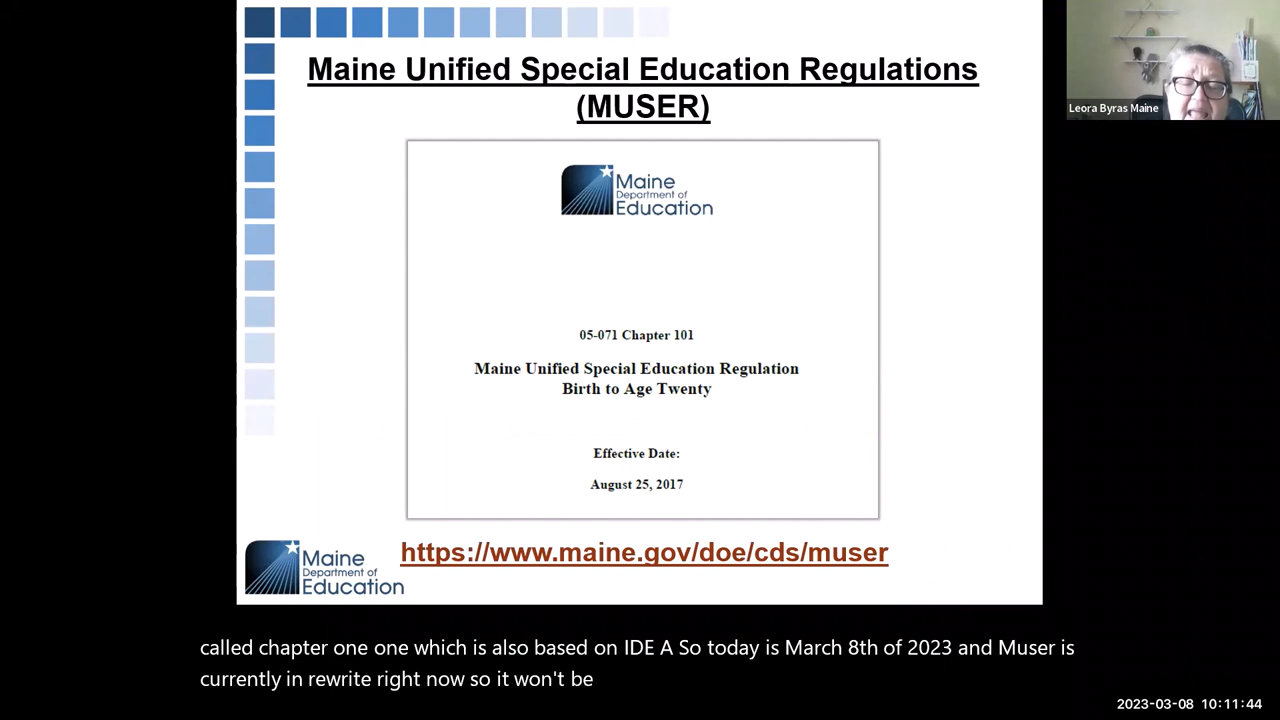 Maine Unified Special Education Regulations
(MUSER)
Leora Byras Maine
Maine
Department of
Education
05-071 Chapter 101
Maine Unified Special Education Regulation
Birth to Age Twenty
Effective Date:
August 25, 2017
https://www.maine.gov/doe/cds/muser
Maine
Department of
Education
called chapter one one which is also based on IDE A So today is March 8th of 2023 and Muser is
currently in rewrite right now so it won't be
2023-03-08 10:11:44